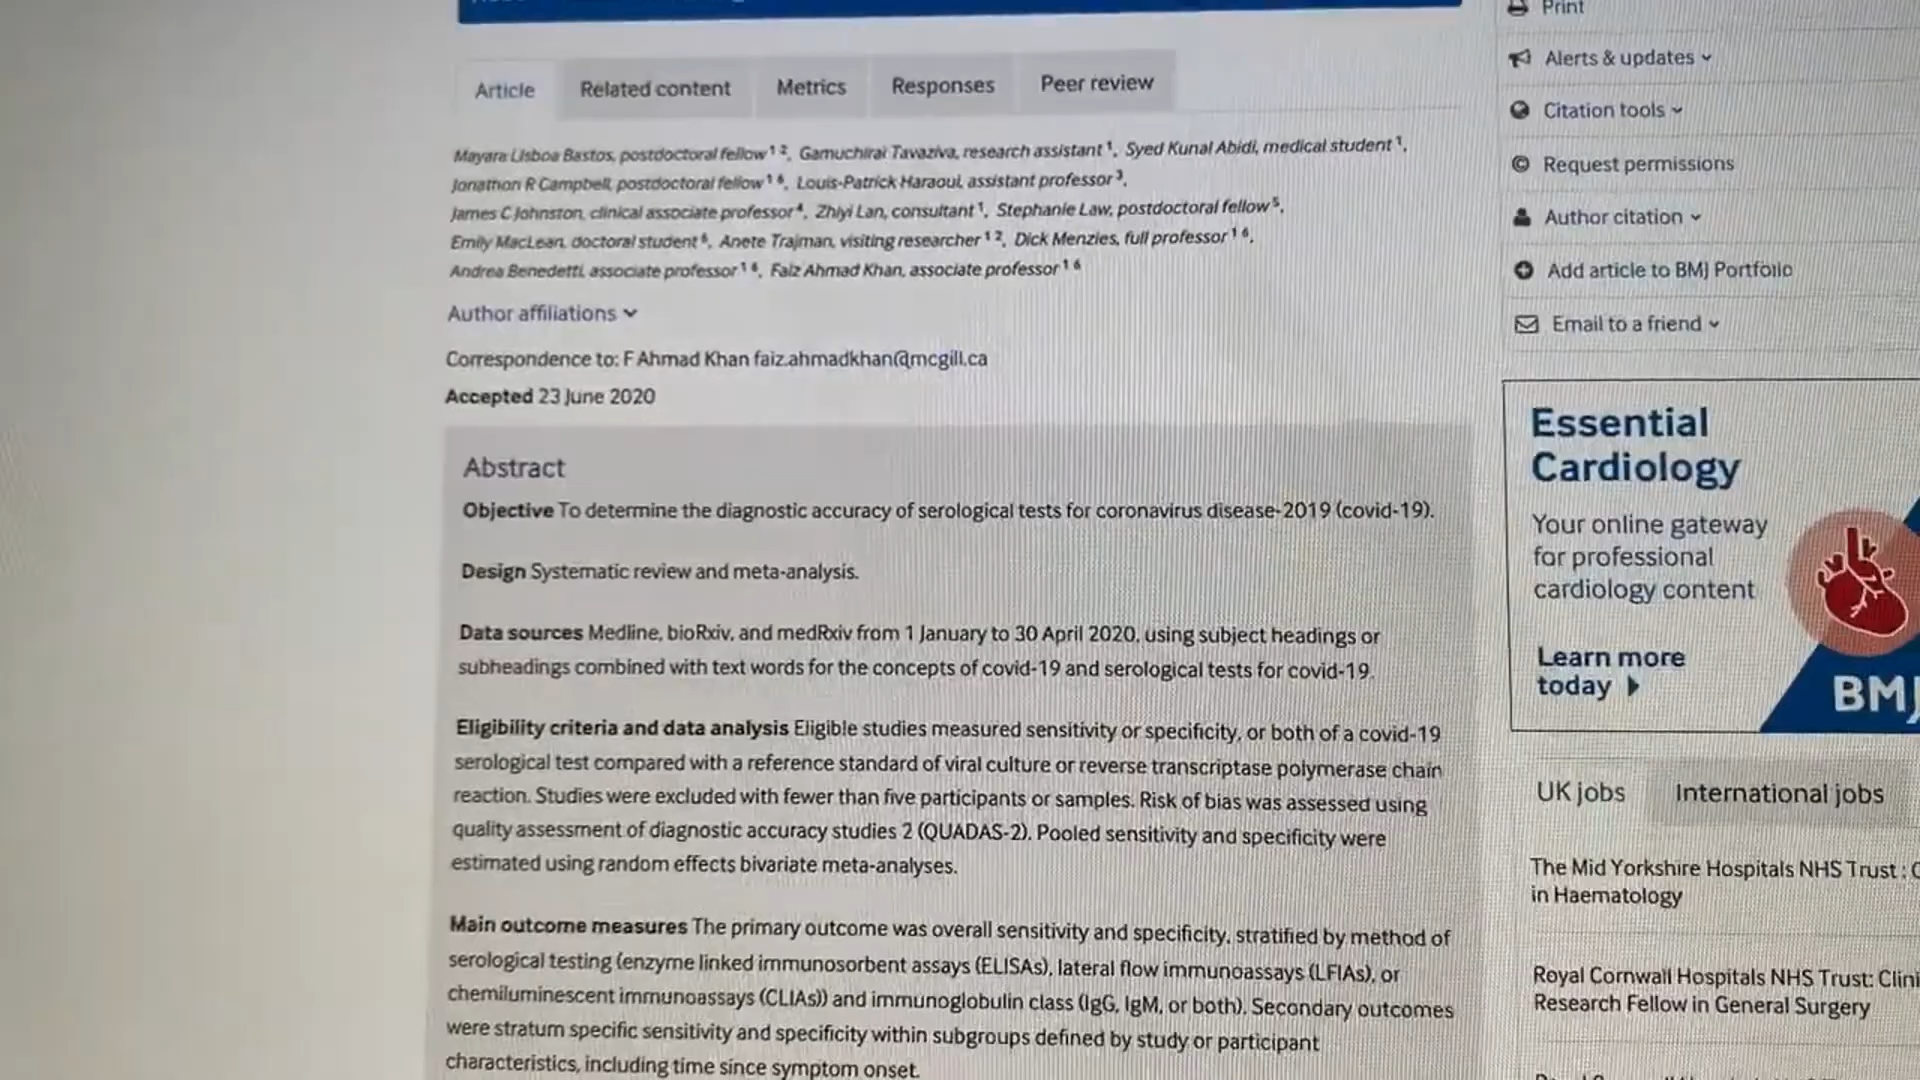 Article
Related content
Metrics
Responses
Peer review
Mayara Lisboa Bastos, postdoctoral fellow 1 2, Gamuchirai Tavaziva, research assistant 1, Syed Kunal Abidi, medical student 1,
Jonathon R Campbell, postdoctoral fellow 1 6, Louis-Patrick Haraoui, assistant professor 3,
James C Johnston, clinical associate professor 4, Zhiyi Lan, consultant 1, Stephanie Law, postdoctoral fellow 5,
Emily MacLean, doctoral student 6, Anete Trajman, visiting researcher 1 2, Dick Menzies, full professor 1 6,
Andrea Benedetti, associate professor 1 6, Faiz Ahmad Khan, associate professor 1 6
Author affiliations
Correspondence to: F Ahmad Khan faiz.ahmadkhan@mcgill.ca
Accepted 23 June 2020
Abstract
Objective To determine the diagnostic accuracy of serological tests for coronavirus disease-2019 (covid-19).
Design Systematic review and meta-analysis.
Data sources Medline, bioRxiv, and medRxiv from 1 January to 30 April 2020, using subject headings or
subheadings combined with text words for the concepts of covid-19 and serological tests for covid-19.
Eligibility criteria and data analysis Eligible studies measured sensitivity or specificity, or both of a covid-19
serological test compared with a reference standard of viral culture or reverse transcriptase polymerase chain
reaction. Studies were excluded with fewer than five participants or samples. Risk of bias was assessed using
quality assessment of diagnostic accuracy studies 2 (QUADAS-2). Pooled sensitivity and specificity were
estimated using random effects bivariate meta-analyses.
Main outcome measures The primary outcome was overall sensitivity and specificity, stratified by method of
serological testing (enzyme linked immunosorbent assays (ELISAs), lateral flow immunoassays (LFIAs), or
chemiluminescent immunoassays (CLIAs)) and immunoglobulin class (IgG, IgM, or both). Secondary outcomes
were stratum specific sensitivity and specificity within subgroups defined by study or participant
characteristics, including time since symptom onset.
Print
Alerts & updates
Citation tools
Request permissions
Author citation
Add article to BMJ Portfolio
Email to a friend
Essential
Cardiology
Your online gateway
for professional
cardiology content
Learn more
today
BMJ
UK jobs
International jobs
The Mid Yorkshire Hospitals NHS Trust : C
in Haematology
Royal Cornwall Hospitals NHS Trust: Clini
Research Fellow in General Surgery